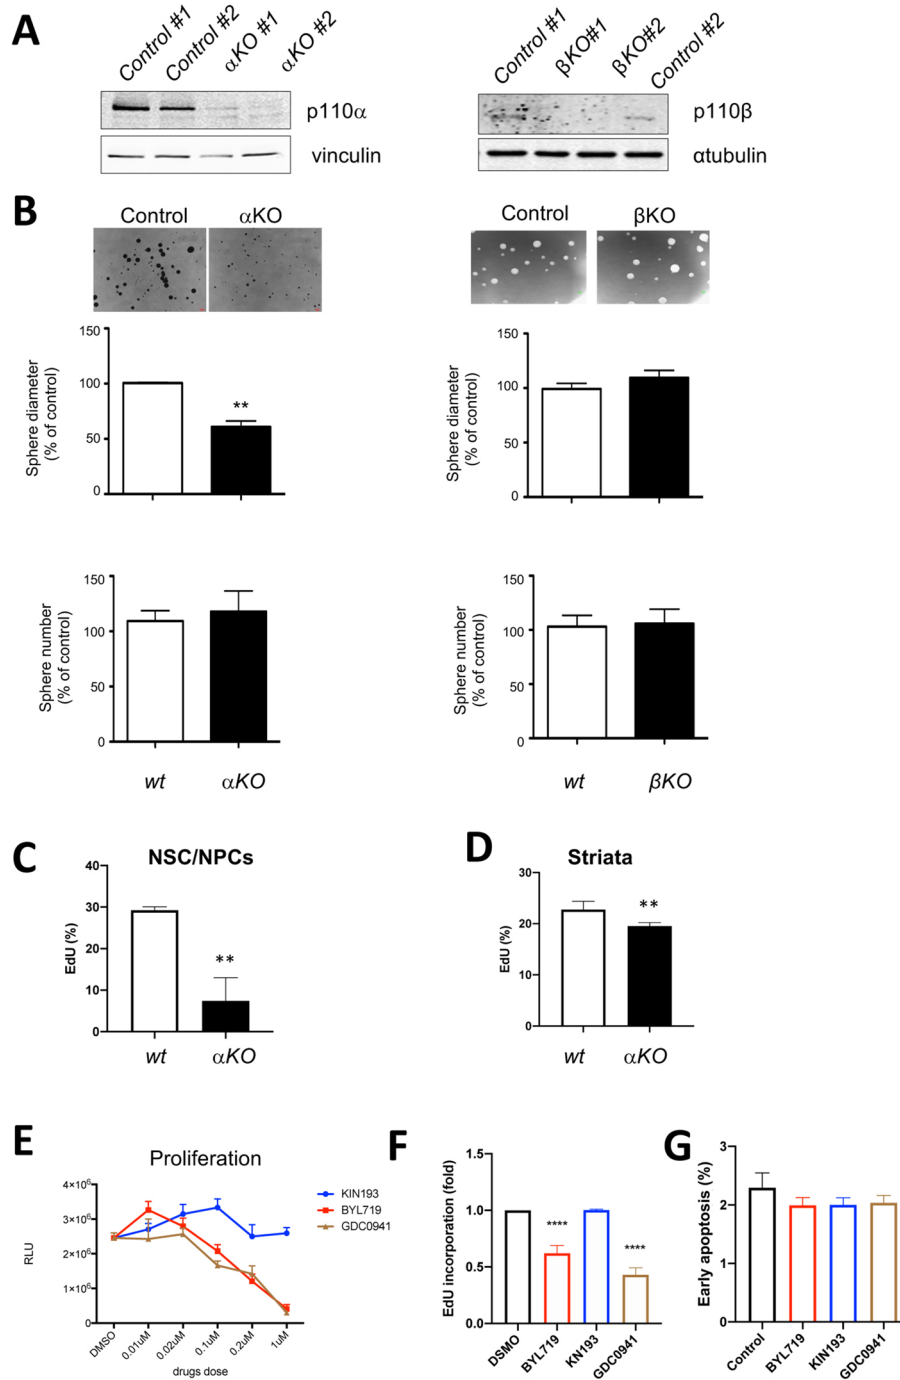 A
Control #1
Control #2
αKO #1
αKO #2
p110α
vinculin
Control #1
βKO#1
βKO#2
Control #2
p110β
αtubulin
B
Control
αKO
Control
βKO
150
100
50
0
Sphere diameter
(% of control)
**
150
100
50
0
Sphere diameter
(% of control)
150
100
50
0
Sphere number
(% of control)
wt
αKO
150
100
50
0
Sphere number
(% of control)
wt
βKO
C
NSC/NPCs
40
30
20
10
0
EdU (%)
**
wt
αKO
D
Striata
30
20
10
0
EdU (%)
**
wt
αKO
E
Proliferation
4×10⁶
3×10⁶
2×10⁶
1×10⁶
0
RLU
DMSO
0.01uM
0.02uM
0.1uM
0.2uM
1uM
drugs dose
KIN193
BYL719
GDC0941
F
1.5
1.0
0.5
0.0
EdU incorporation (fold)
****
****
DSMO
BYL719
KN193
GDC0941
G
3
2
1
0
Early apoptosis (%)
Control
BYL719
KIN193
GDC0941